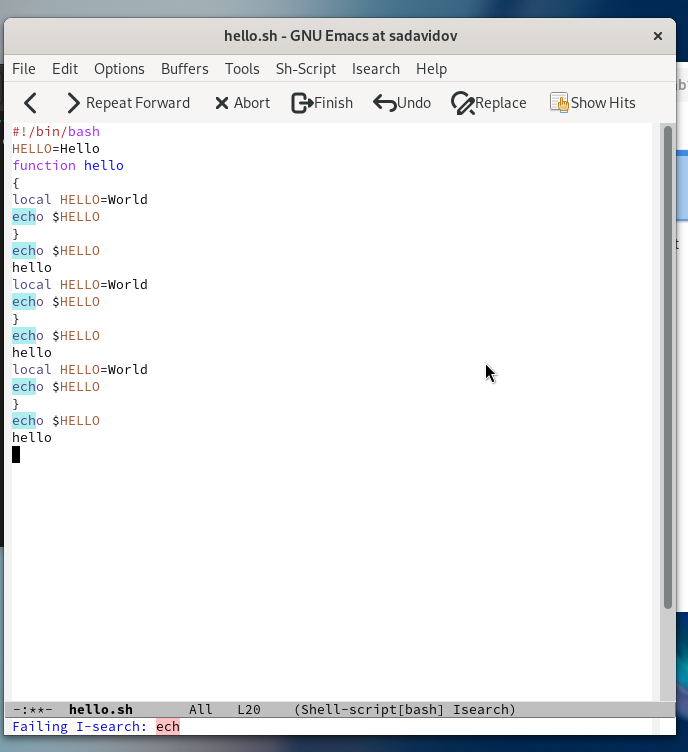 hello.sh - GNU Emacs at sadavidov
File Edit Options Buffers Tools Sh-Script Isearch Help
Repeat Forward Abort Finish Undo Replace Show Hits
#!/bin/bash
HELLO=Hello
function hello
{
local HELLO=World
echo $HELLO
}
echo $HELLO
hello
local HELLO=World
echo $HELLO
}
echo $HELLO
hello
local HELLO=World
echo $HELLO
}
echo $HELLO
hello
-:**- hello.sh All L20 (Shell-script[bash] Isearch)
Failing I-search: ech